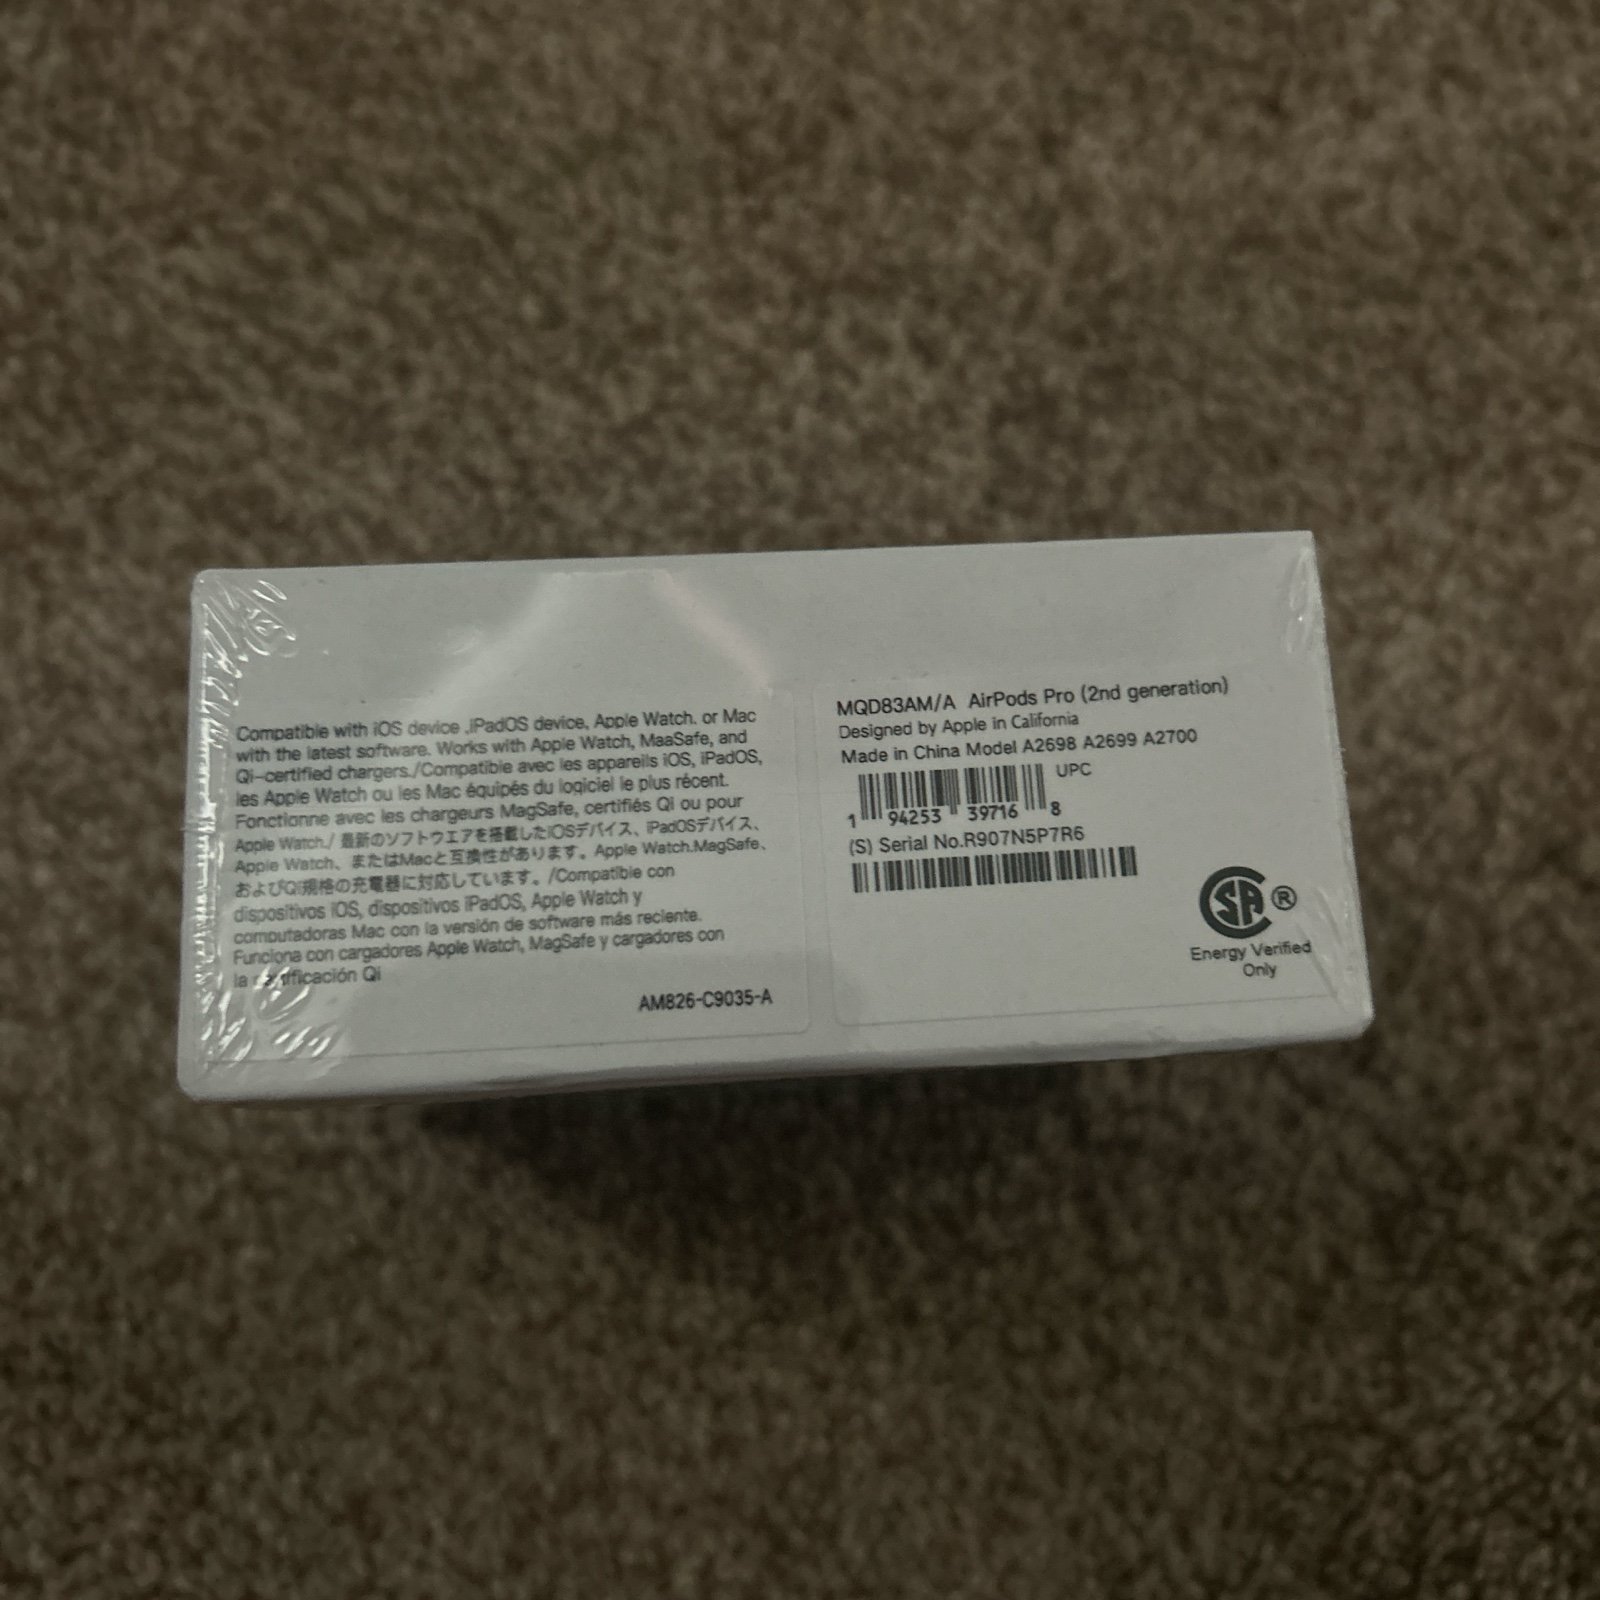 Compatible with iOS device ,iPadOS device, Apple Watch. or Mac
with the latest software. Works with Apple Watch, MaaSafe, and
Qi-certified chargers./Compatible avec les appareils iOS, iPadOS,
les Apple Watch ou les Mac équipés du logiciel le plus récent.
Fonctionne avec les chargeurs MagSafe, certifiés Qi ou pour
Apple Watch./ 最新のソフトウエアを搭載したiOSデバイス、iPadOSデバイス、
Apple Watch、またはMacと互換性があります。Apple Watch.MagSafe、
およびQi規格の充電器に対応しています。/Compatible con
dispositivos iOS, dispositivos iPadOS, Apple Watch y
computadoras Mac con la versión de software más reciente.
Funciona con cargadores Apple Watch, MagSafe y cargadores con
la Qi
AM826-C9035-A
MQD83AM/A AirPods Pro (2nd generation)
Designed by Apple in California
Made in China Model A2698 A2699 A2700
UPC
1 94253 39716 8
(S) Serial No.R907N5P7R6
CSA ®
Energy Verified
Only